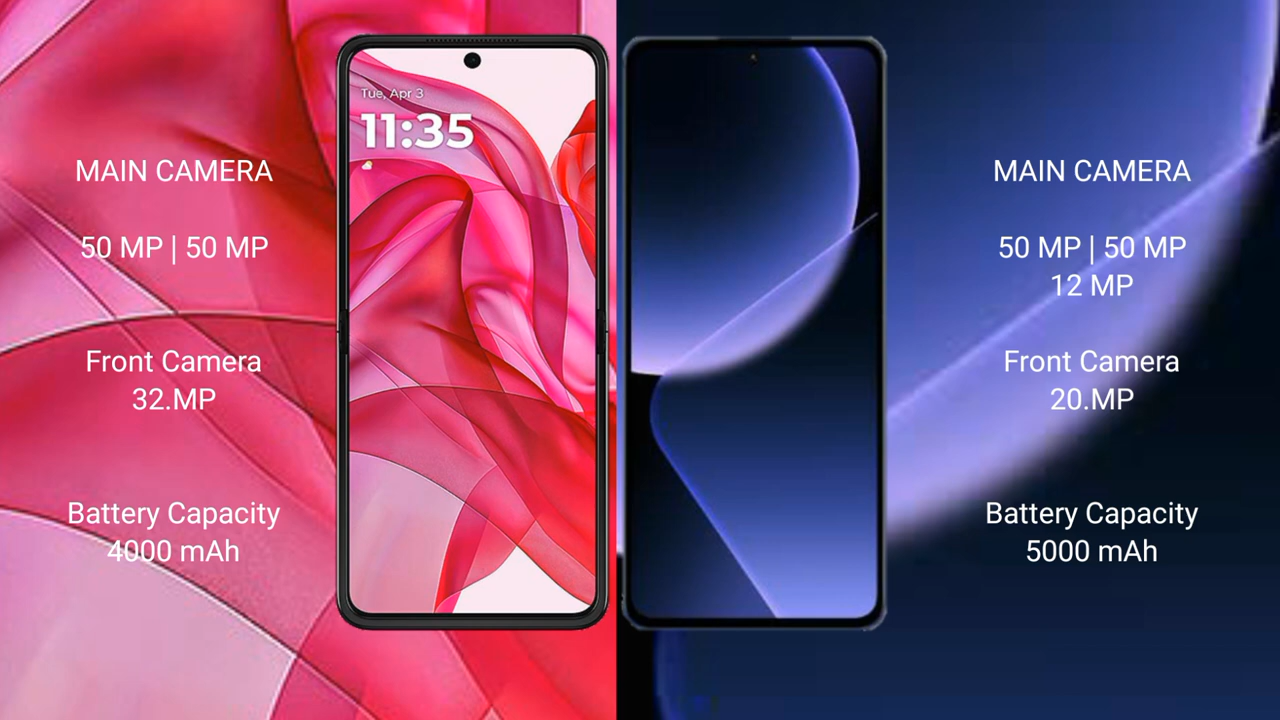 MAIN CAMERA
50 MP | 50 MP
Front Camera
32.MP
Battery Capacity
4000 mAh
Tue, Apr 3
11:35
MAIN CAMERA
50 MP | 50 MP
12 MP
Front Camera
20.MP
Battery Capacity
5000 mAh